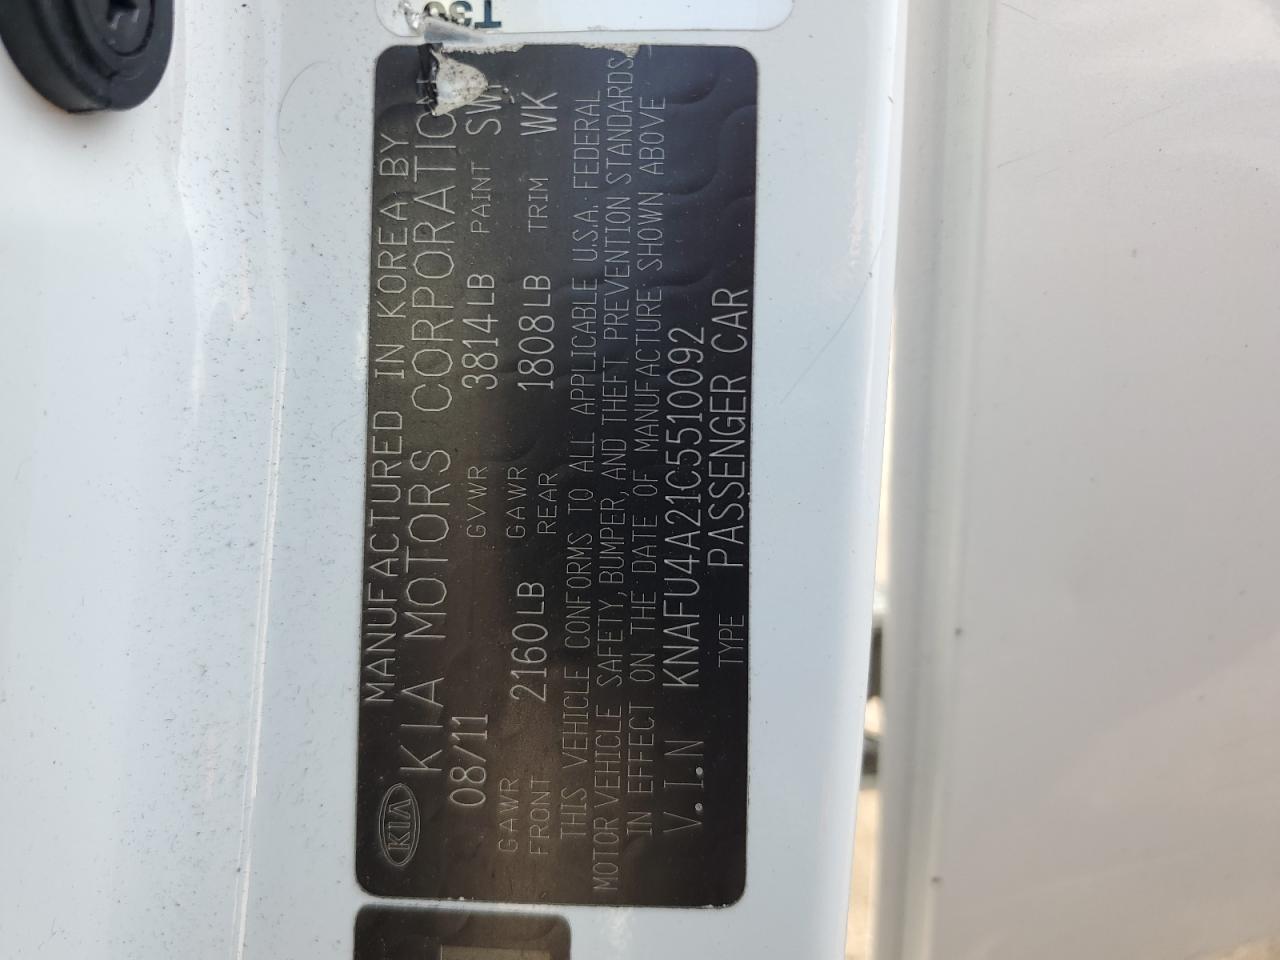 T30
MANUFACTURED IN KOREA BY
KIA KIA MOTORS CORPORATION
08/11 GVWR 3814LB PAINT SW
GAWR FRONT 2160LB GAWR REAR 1808LB TRIM WK
THIS VEHICLE CONFORMS TO ALL APPLICABLE U.S.A. FEDERAL
MOTOR VEHICLE SAFETY, BUMPER, AND THEFT PREVENTION STANDARDS
IN EFFECT ON THE DATE OF MANUFACTURE SHOWN ABOVE
V.I.N KNAFU4A21C5510092
TYPE PASSENGER CAR